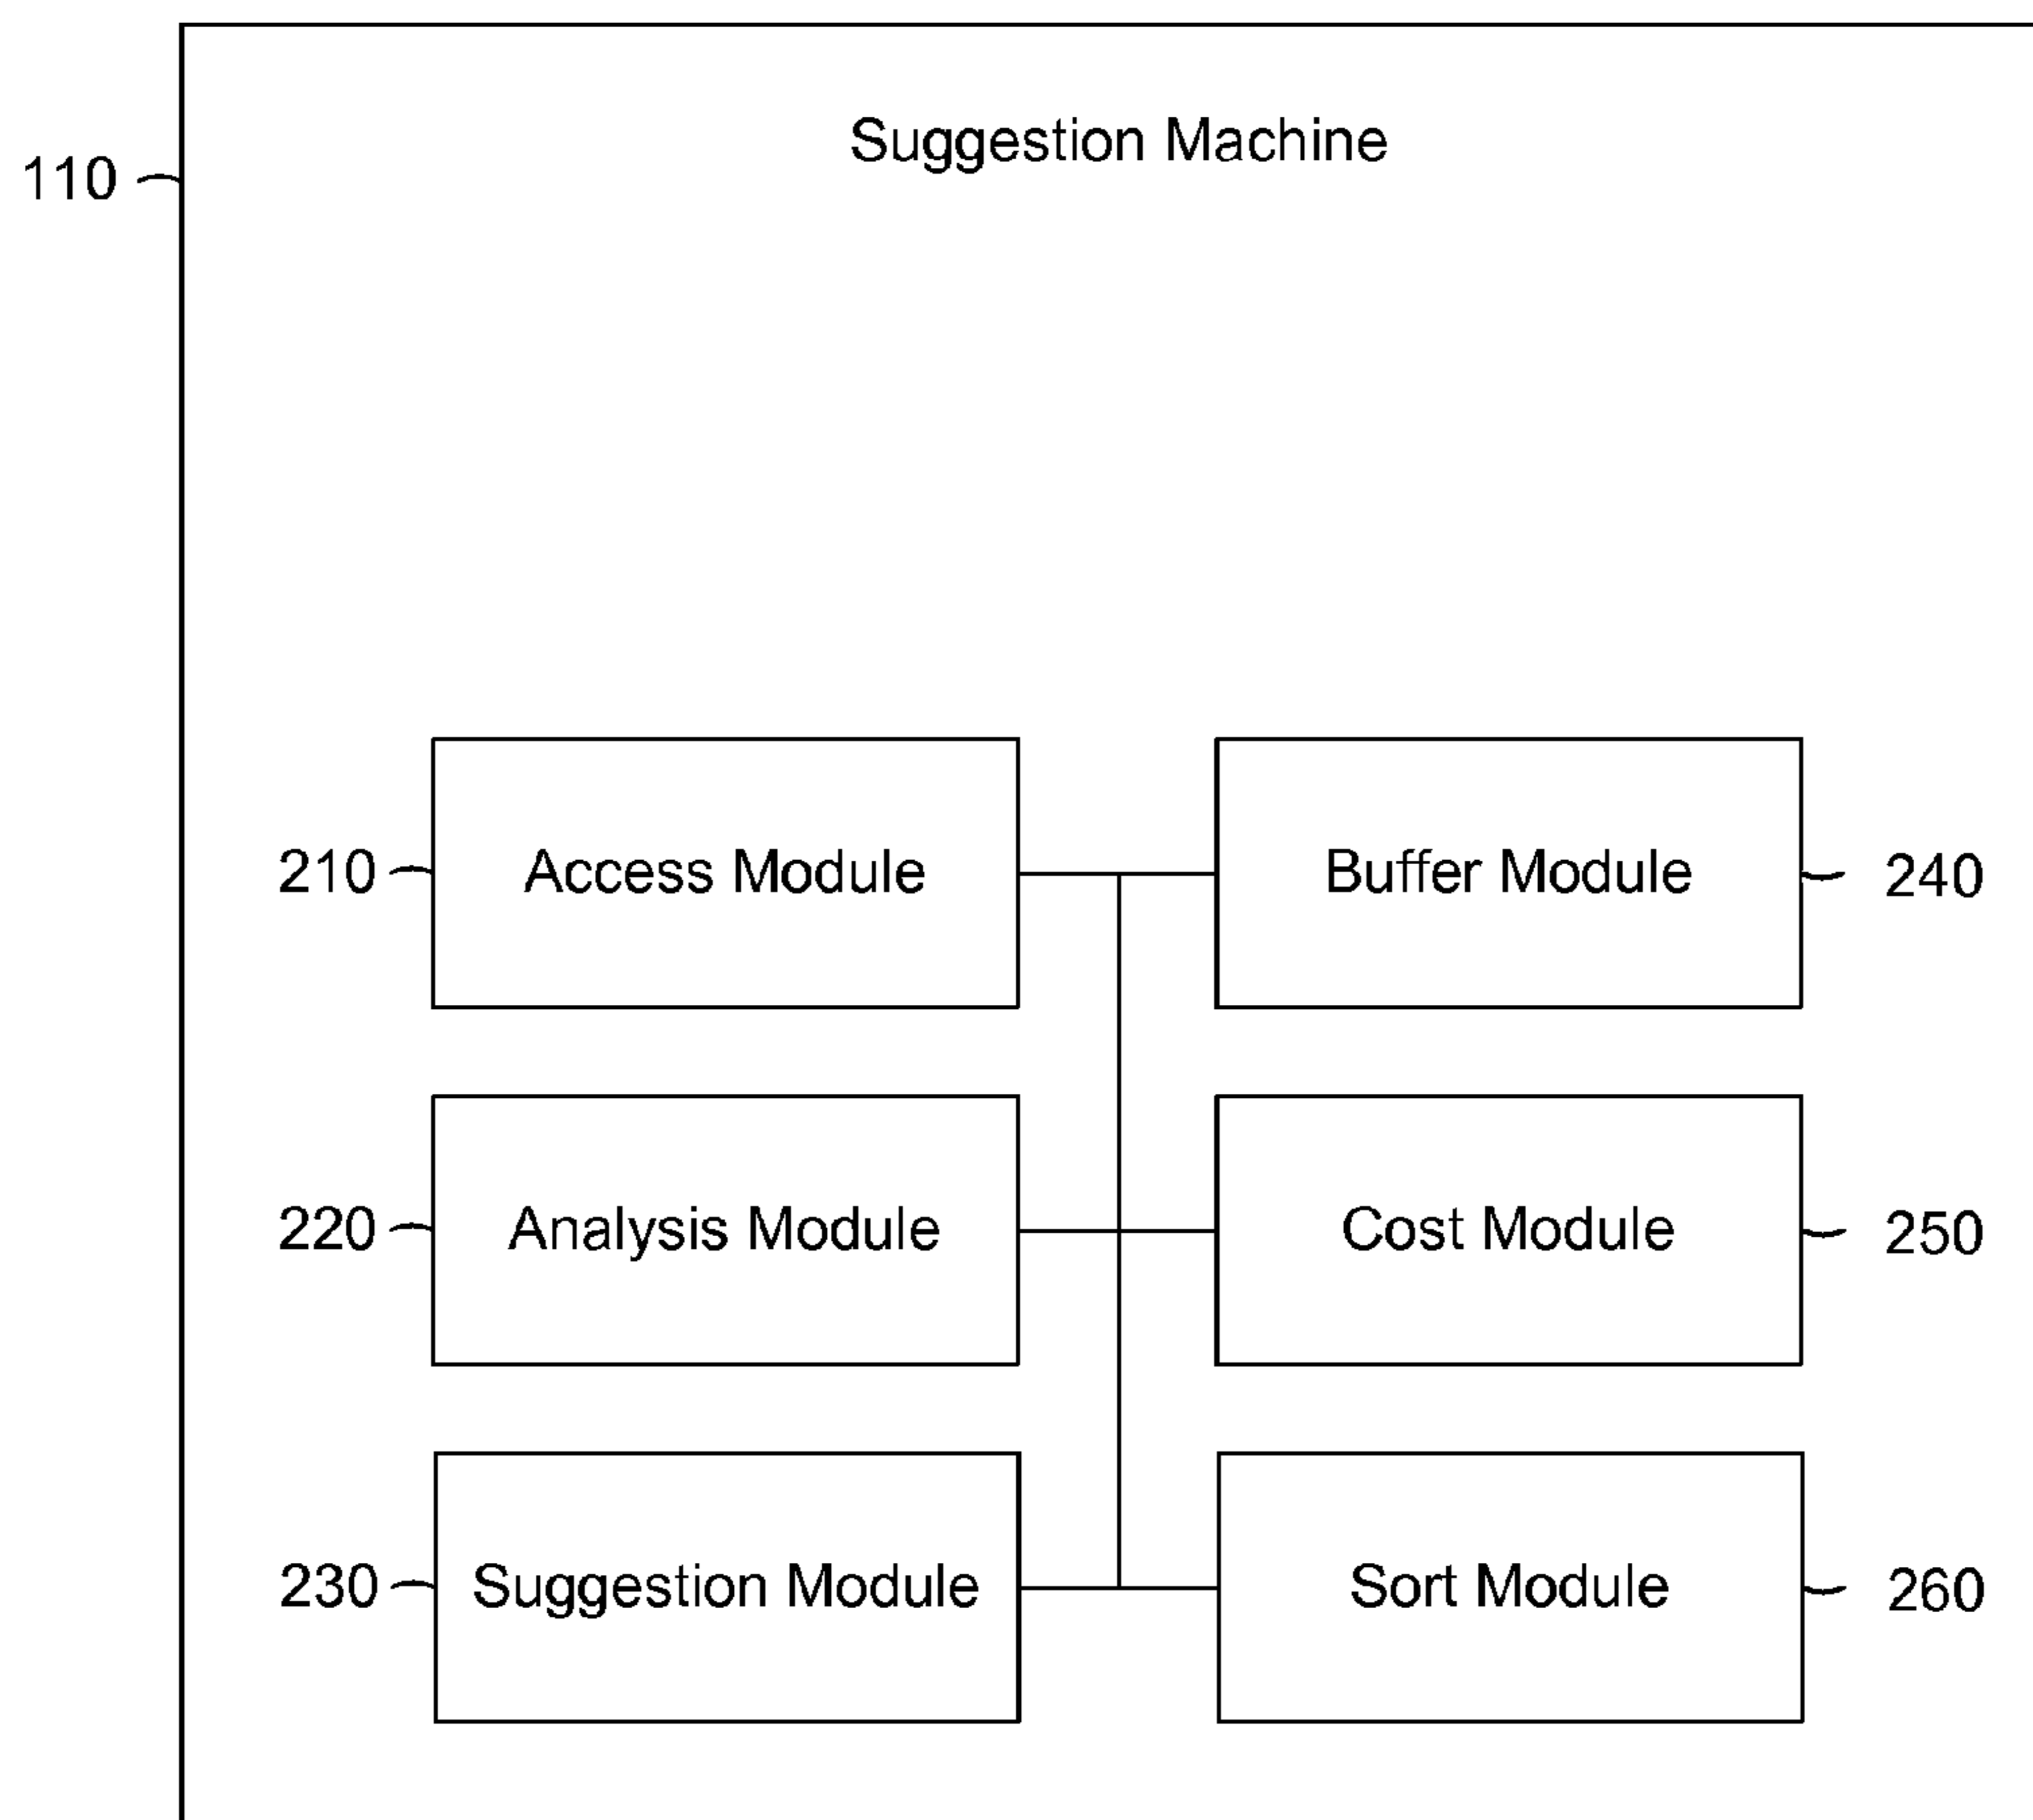 Suggestion Machine
110
210 Access Module Buffer Module 240
220 Analysis Module Cost Module 250
230 Suggestion Module Sort Module 260